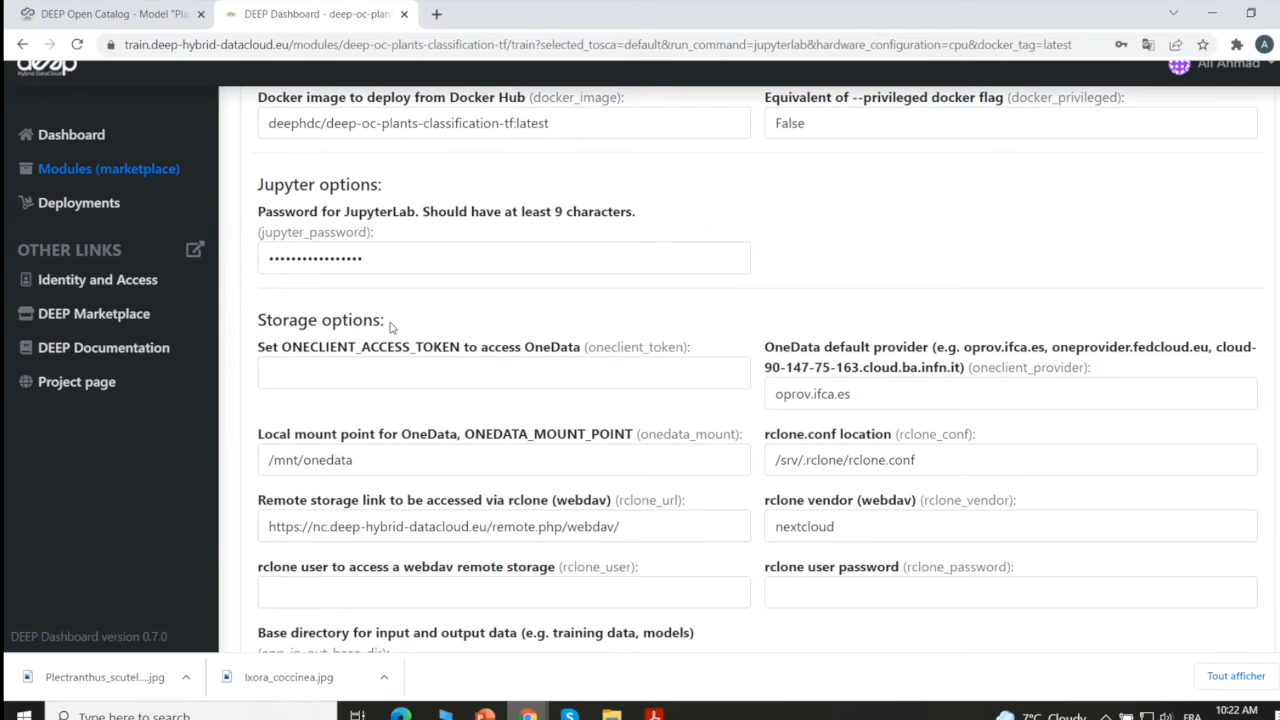 DEEP Open Catalog - Model "Pla
DEEP Dashboard - deep-oc-plant
train.deep-hybrid-datacloud.eu/modules/deep-oc-plants-classification-tf/train?selected_tosca=default&run_command=jupyterlab&hardware_configuration=cpu&docker_tag=latest
A
deep
Hybrid DataCloud
Ali Ahmad
Dashboard
Modules (marketplace)
Deployments
OTHER LINKS
Identity and Access
DEEP Marketplace
DEEP Documentation
Project page
DEEP Dashboard version 0.7.0
Docker image to deploy from Docker Hub (docker_image):
deephdc/deep-oc-plants-classification-tf:latest
Equivalent of --privileged docker flag (docker_privileged):
False
Jupyter options:
Password for JupyterLab. Should have at least 9 characters.
(jupyter_password):
•••••••••••••••••
Storage options:
Set ONECLIENT_ACCESS_TOKEN to access OneData (oneclient_token):
OneData default provider (e.g. oprov.ifca.es, oneprovider.fedcloud.eu, cloud-
90-147-75-163.cloud.ba.infn.it) (oneclient_provider):
oprov.ifca.es
Local mount point for OneData, ONEDATA_MOUNT_POINT (onedata_mount):
/mnt/onedata
rclone.conf location (rclone_conf):
/srv/.rclone/rclone.conf
Remote storage link to be accessed via rclone (webdav) (rclone_url):
https://nc.deep-hybrid-datacloud.eu/remote.php/webdav/
rclone vendor (webdav) (rclone_vendor):
nextcloud
rclone user to access a webdav remote storage (rclone_user):
rclone user password (rclone_password):
Base directory for input and output data (e.g. training data, models)
Plectranthus_scutel....jpg
Ixora_coccinea.jpg
Tout afficher
Type here to search
7°C Cloudy
FRA
10:22 AM